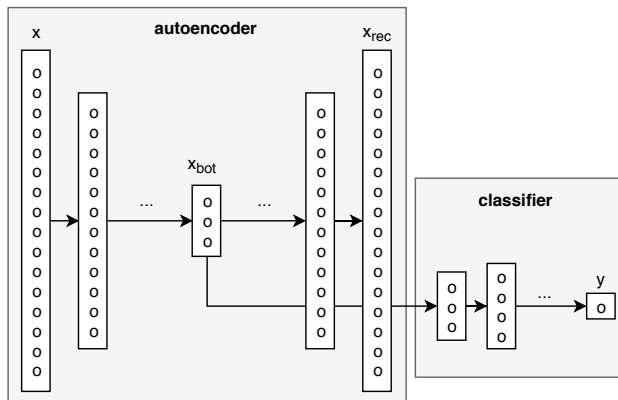 autoencoder
x
x_rec
x_bot
...
...
classifier
y
...